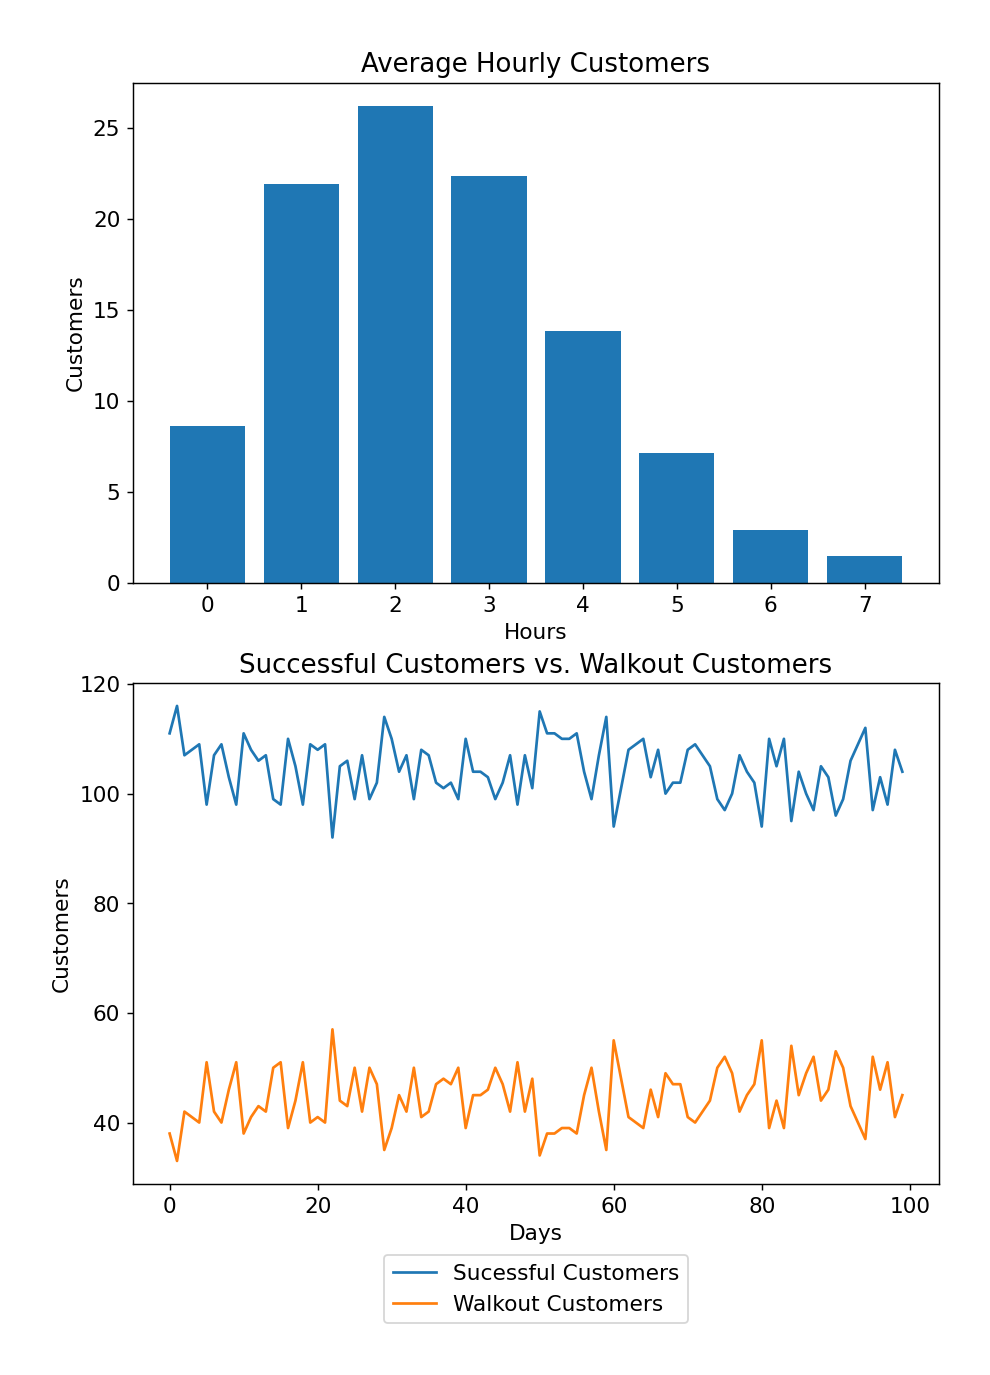 Average Hourly Customers
Customers
25
20
15
10
5
0
0 1 2 3 4 5 6 7
Hours
Successful Customers vs. Walkout Customers
Customers
120
100
80
60
40
0 20 40 60 80 100
Days
Sucessful Customers
Walkout Customers